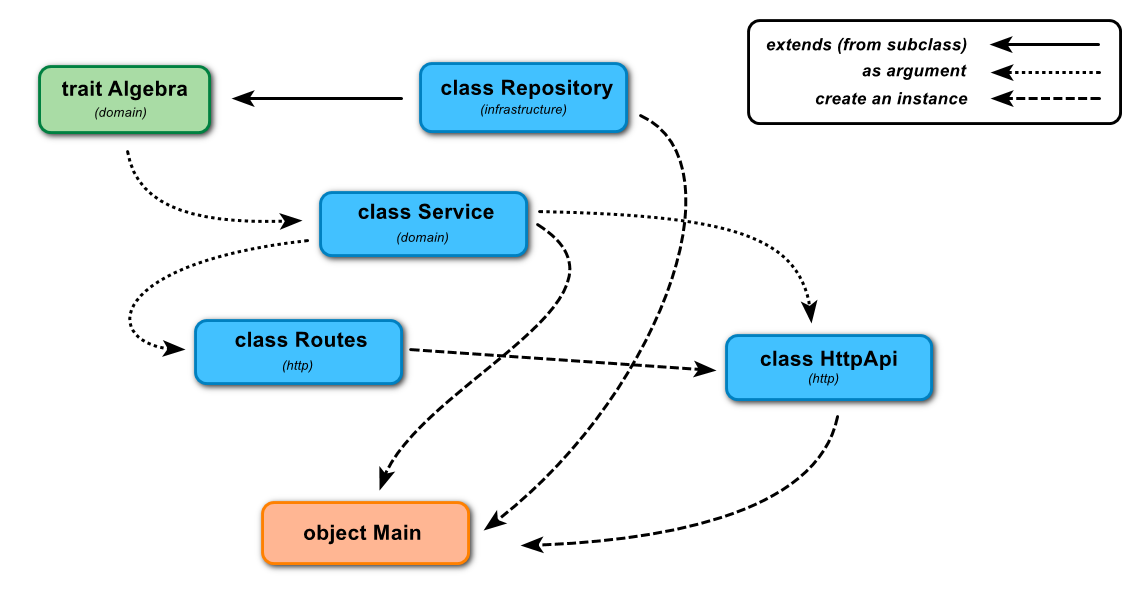 extends (from subclass)
as argument
create an instance
trait Algebra
(domain)
class Repository
(infrastructure)
class Service
(domain)
class Routes
(http)
class HttpApi
(http)
object Main